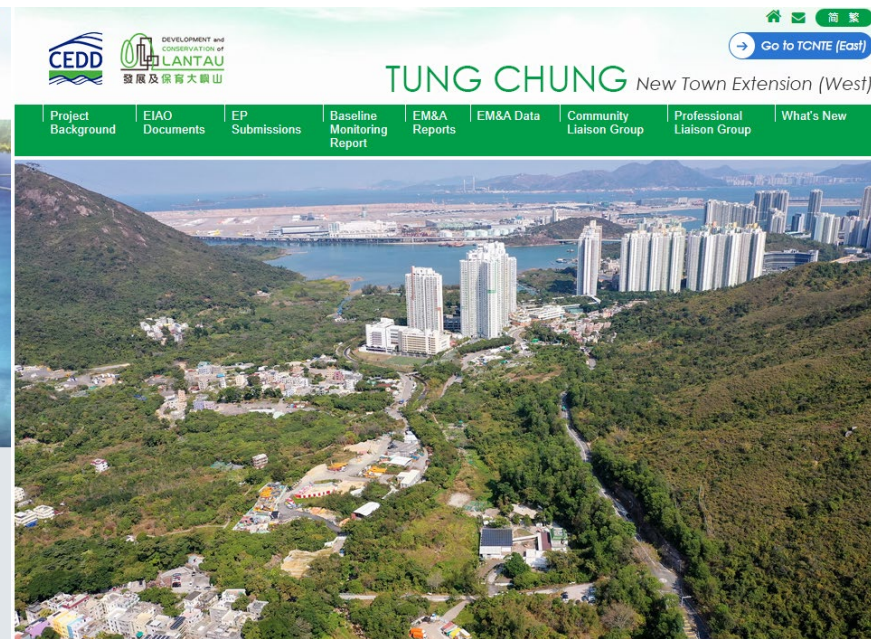 简 繁
CEDD
DEVELOPMENT and
CONSERVATION of
LANTAU
發展及保育大嶼山
Go to TCNTE (East)
TUNG CHUNG New Town Extension (West)
Project
Background
EIAO
Documents
EP
Submissions
Baseline
Monitoring
Report
EM&A
Reports
EM&A Data
Community
Liaison Group
Professional
Liaison Group
What's New